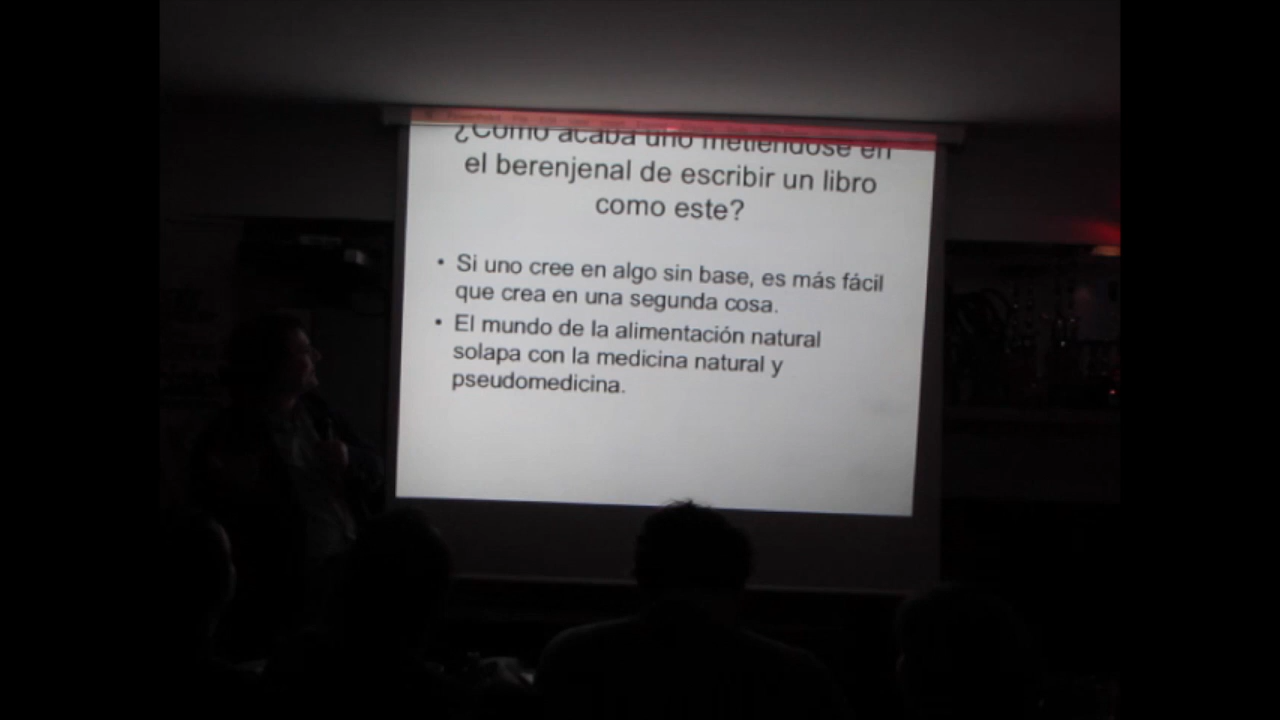 ¿Como acaba uno metiéndose en
el berenjenal de escribir un libro
como este?
• Si uno cree en algo sin base, es más fácil
que crea en una segunda cosa.
• El mundo de la alimentación natural
solapa con la medicina natural y
pseudomedicina.